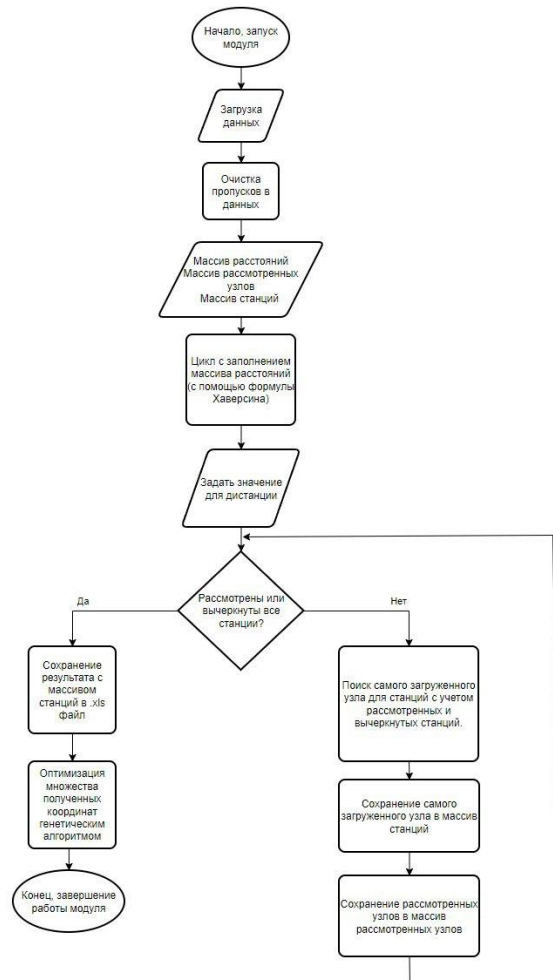 Начало, запуск
модуля
Загрузка
данных
Очистка
пропусков в
данных
Массив расстояний
Массив рассмотренных
узлов
Массив станций
Цикл с заполнением
массива расстояний
(с помощью формулы
Хаверсина)
Задать значение
для дистанции
Рассмотрены или
вычеркнуты все
станции?
Да
Нет
Сохранение
результата с
массивом
станций в .xls
файл
Оптимизация
множества
полученных
координат
генетическим
алгоритмом
Конец, завершение
работы модуля
Поиск самого загруженного
узла для станций с учетом
рассмотренных и
вычеркнутых станций.
Сохранение самого
загруженного узла в массив
станций
Сохранение рассмотренных
узлов в массив
рассмотренных узлов